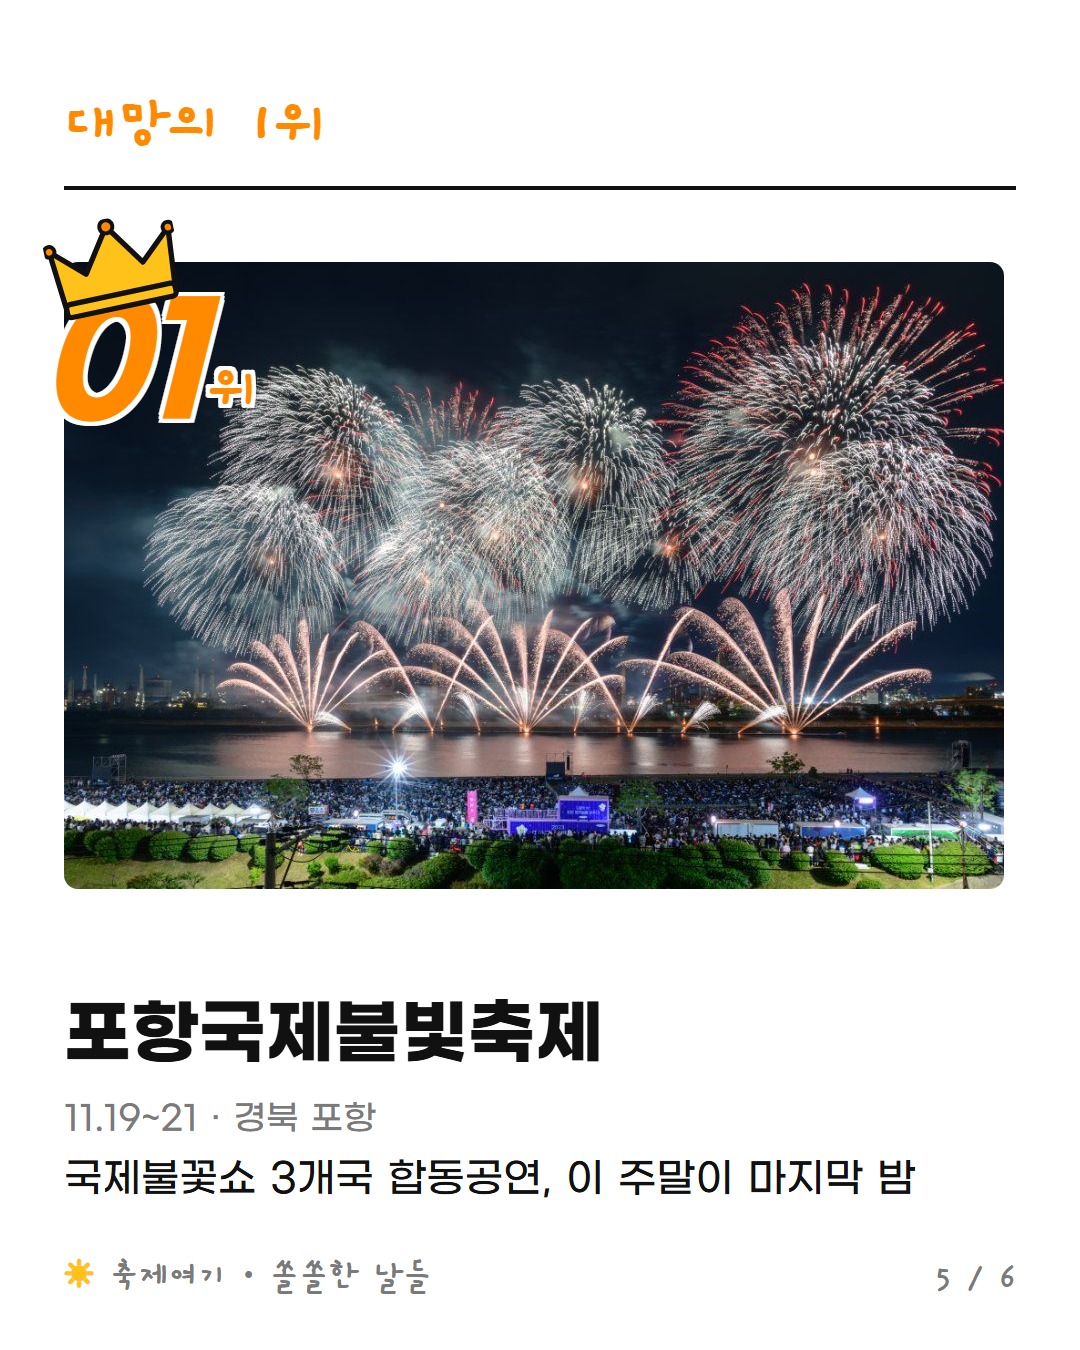 대망의 1위
01위
포항국제불빛축제
11.19~21 · 경북 포항
국제불꽃쇼 3개국 합동공연, 이 주말이 마지막 밤
축제여기 • 쏠쏠한 날들
5 / 6